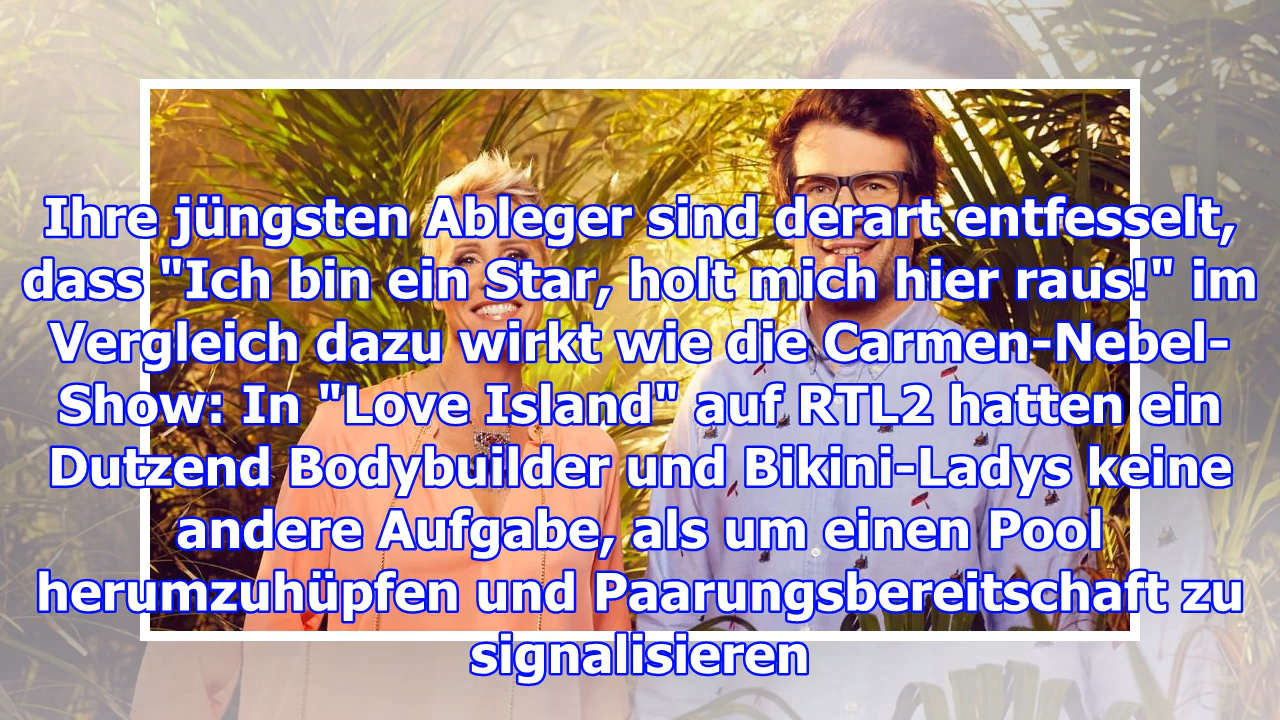 Ihre jüngsten Ableger sind derart entfesselt,
dass "Ich bin ein Star, holt mich hier raus!" im
Vergleich dazu wirkt wie die Carmen-Nebel-
Show: In "Love Island" auf RTL2 hatten ein
Dutzend Bodybuilder und Bikini-Ladys keine
andere Aufgabe, als um einen Pool
herumzuhüpfen und Paarungsbereitschaft zu
signalisieren